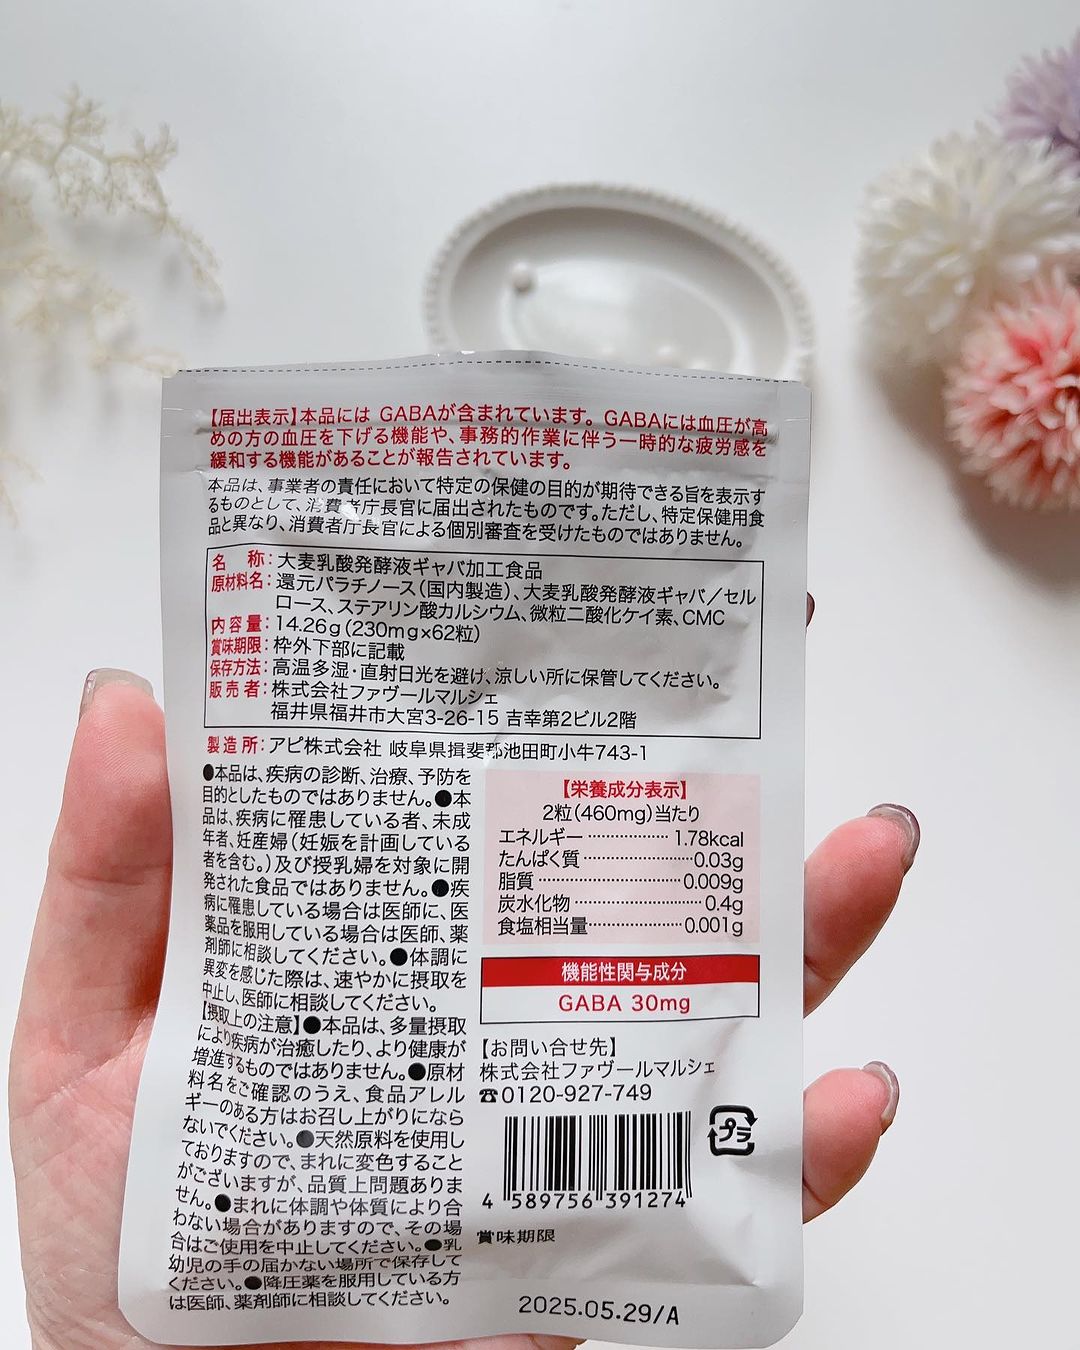 【届出表示】本品には GABAが含まれています。GABAには血圧が高
めの方の血圧を下げる機能や、事務的作業に伴う一時的な疲労感を
緩和する機能があることが報告されています。
本品は、事業者の責任において特定の保健の目的が期待できる旨を表示す
るものとして、消費者庁長官に届出されたものです。ただし、特定保健用食
品と異なり、消費者庁長官による個別審査を受けたものではありません。
名 称：大麦乳酸発酵液ギャバ加工食品
原材料名：還元パラチノース（国内製造）、大麦乳酸発酵液ギャバ／セル
ロース、ステアリン酸カルシウム、微粒二酸化ケイ素、CMC
内容量：14.26g（230mg×62粒）
賞味期限：枠外下部に記載
保存方法：高温多湿・直射日光を避け、涼しい所に保管してください。
販売者：株式会社ファヴールマルシェ
福井県福井市大宮3-26-15 吉幸第2ビル2階
製造所：アピ株式会社 岐阜県揖斐郡池田町小牛743-1
●本品は、疾病の診断、治療、予防を
目的としたものではありません。●本
品は、疾病に罹患している者、未成
年者、妊産婦（妊娠を計画している
者を含む。）及び授乳婦を対象に開
発された食品ではありません。●疾
病に罹患している場合は医師に、医
薬品を服用している場合は医師、薬
剤師に相談してください。●体調に
異変を感じた際は、速やかに摂取を
中止し、医師に相談してください。
【摂取上の注意】●本品は、多量摂取
により疾病が治癒したり、より健康が
増進するものではありません。●原材
料名をご確認のうえ、食品アレル
ギーのある方はお召し上がりになら
ないでください。●天然原料を使用し
ておりますので、まれに変色すること
がございますが、品質上問題ありま
せん。●まれに体調や体質により合
わない場合がありますので、その場
合はご使用を中止してください。●乳
幼児の手の届かない場所で保存して
ください。●降圧薬を服用している方
は医師、薬剤師に相談してください。
【栄養成分表示】
2粒（460mg）当たり
エネルギー…………1.78kcal
たんぱく質…………0.03g
脂質…………0.009g
炭水化物…………0.4g
食塩相当量…………0.001g
機能性関与成分
GABA 30mg
【お問い合せ先】
株式会社ファヴールマルシェ
☎0120-927-749
プラ
4 589756 391274
賞味期限
2025.05.29/A